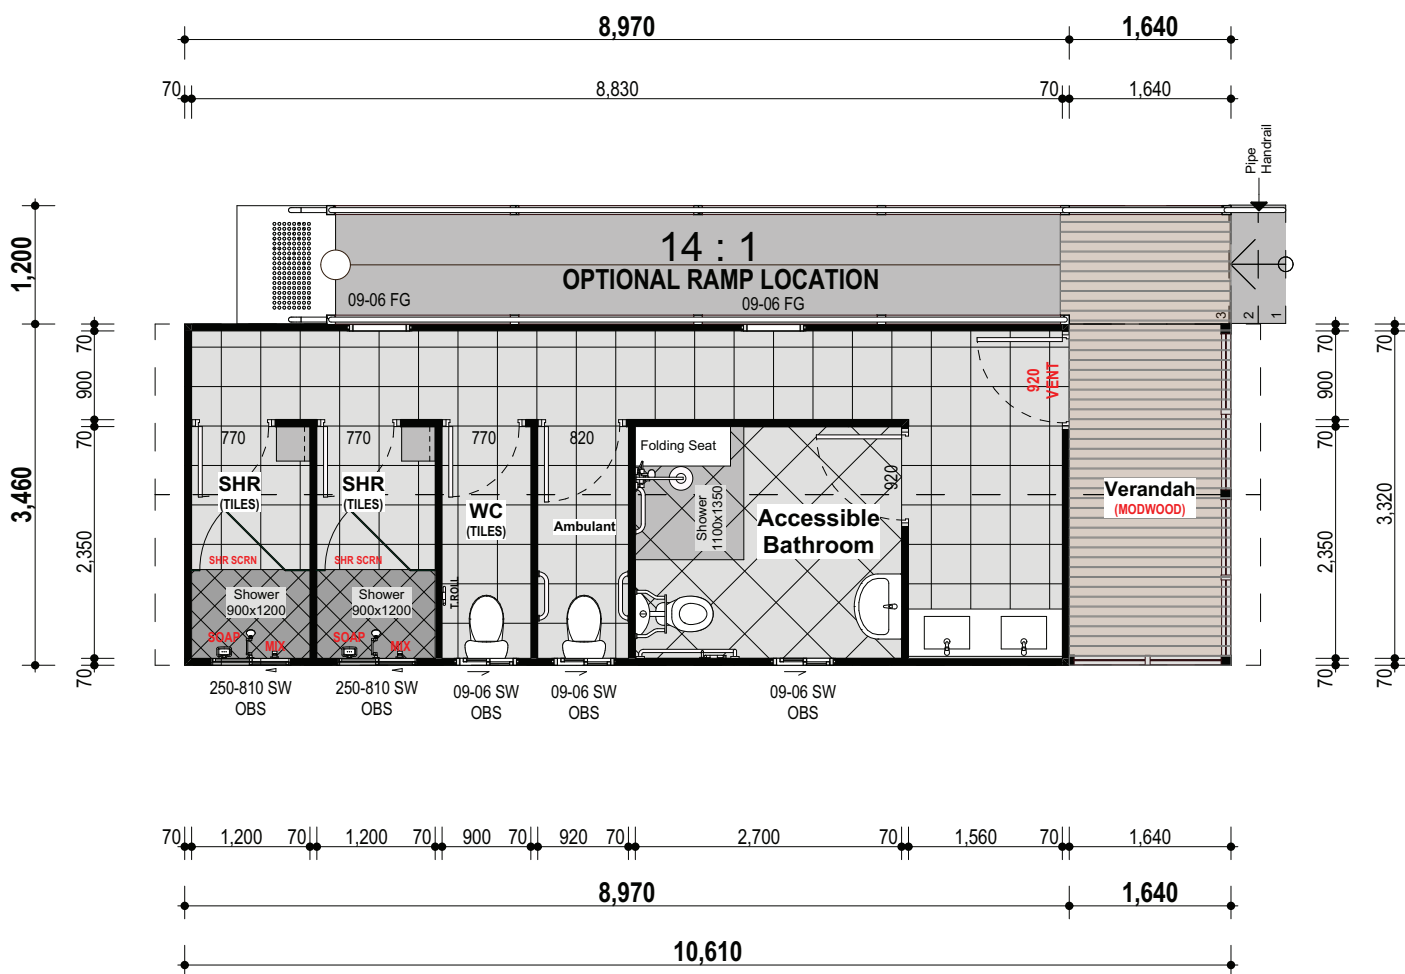 8,970
1,640
70
8,830
70
1,640
Pipe
Handrail
1,200
14 : 1
OPTIONAL RAMP LOCATION
09-06 FG
09-06 FG
3
2
1
3,460
70
900
70
2,350
70
70
900
70
2,350
70
70
3,320
70
920
VENT
770
770
770
820
Folding Seat
920
SHR
(TILES)
SHR
(TILES)
WC
(TILES)
Ambulant
Shower
1100x1350
Accessible
Bathroom
Verandah
(MODWOOD)
SHR SCRN
SHR SCRN
T.ROLL
Shower
900x1200
Shower
900x1200
SOAP
MIX
SOAP
MIX
250-810 SW
OBS
250-810 SW
OBS
09-06 SW
OBS
09-06 SW
OBS
09-06 SW
OBS
70
1,200
70
1,200
70
900
70
920
70
2,700
70
1,560
70
1,640
8,970
1,640
10,610